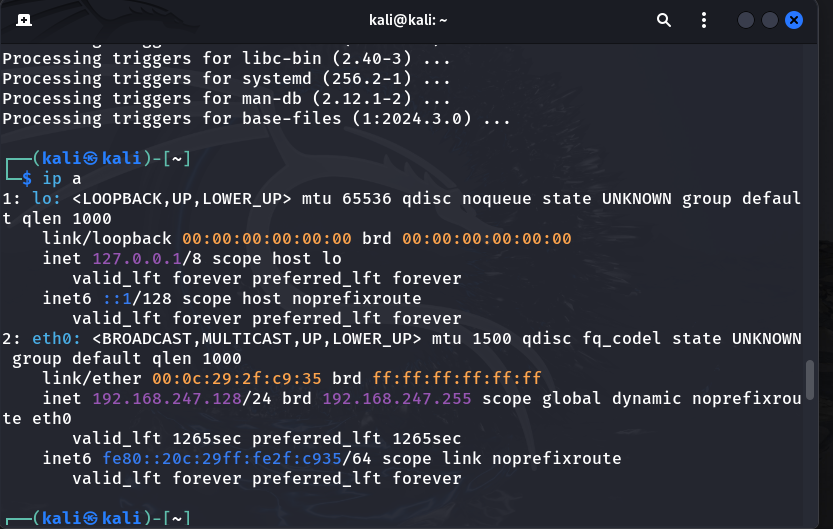 kali@kali: ~
Processing triggers for libc-bin (2.40-3) ...
Processing triggers for systemd (256.2-1) ...
Processing triggers for man-db (2.12.1-2) ...
Processing triggers for base-files (1:2024.3.0) ...
┌──(kali㉿kali)-[~]
└─$ ip a
1: lo: <LOOPBACK,UP,LOWER_UP> mtu 65536 qdisc noqueue state UNKNOWN group defaul
t qlen 1000
    link/loopback 00:00:00:00:00:00 brd 00:00:00:00:00:00
    inet 127.0.0.1/8 scope host lo
       valid_lft forever preferred_lft forever
    inet6 ::1/128 scope host noprefixroute
       valid_lft forever preferred_lft forever
2: eth0: <BROADCAST,MULTICAST,UP,LOWER_UP> mtu 1500 qdisc fq_codel state UNKNOWN
 group default qlen 1000
    link/ether 00:0c:29:2f:c9:35 brd ff:ff:ff:ff:ff:ff
    inet 192.168.247.128/24 brd 192.168.247.255 scope global dynamic noprefixrou
te eth0
       valid_lft 1265sec preferred_lft 1265sec
    inet6 fe80::20c:29ff:fe2f:c935/64 scope link noprefixroute
       valid_lft forever preferred_lft forever
┌──(kali㉿kali)-[~]